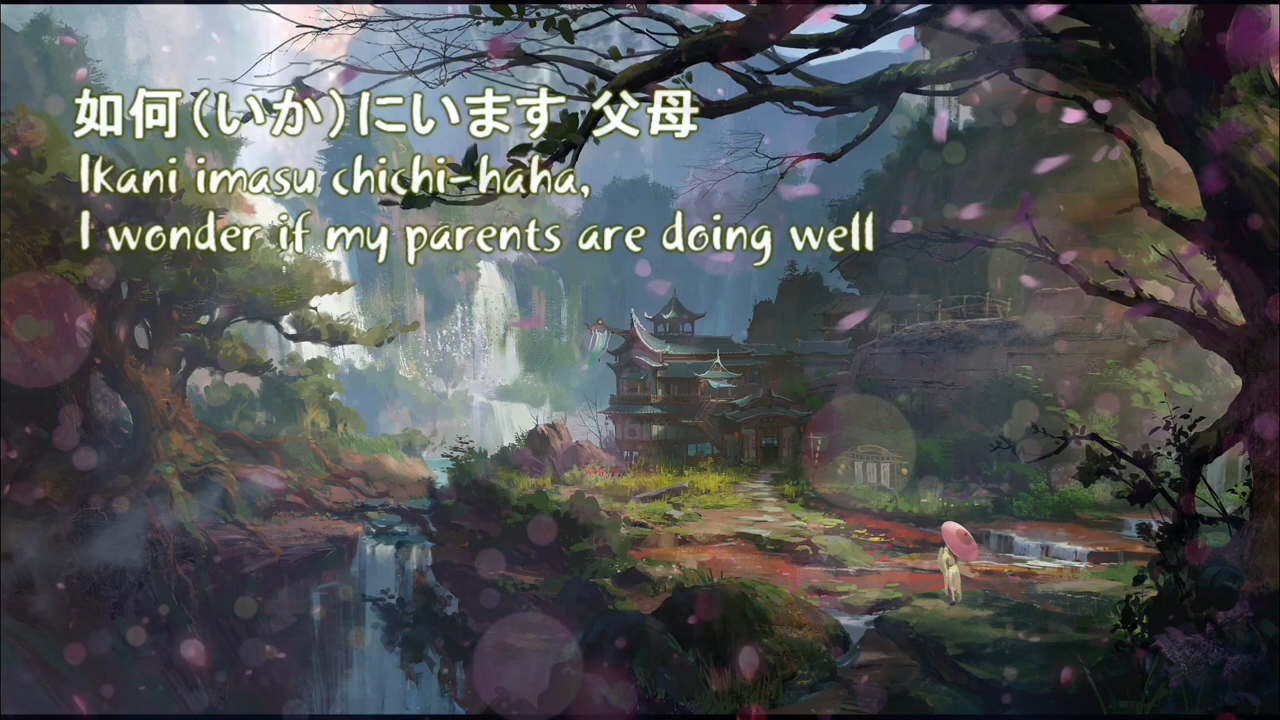 如何(いか)にいます 父母
Ikani imasu chichi-haha,
I wonder if my parents are doing well